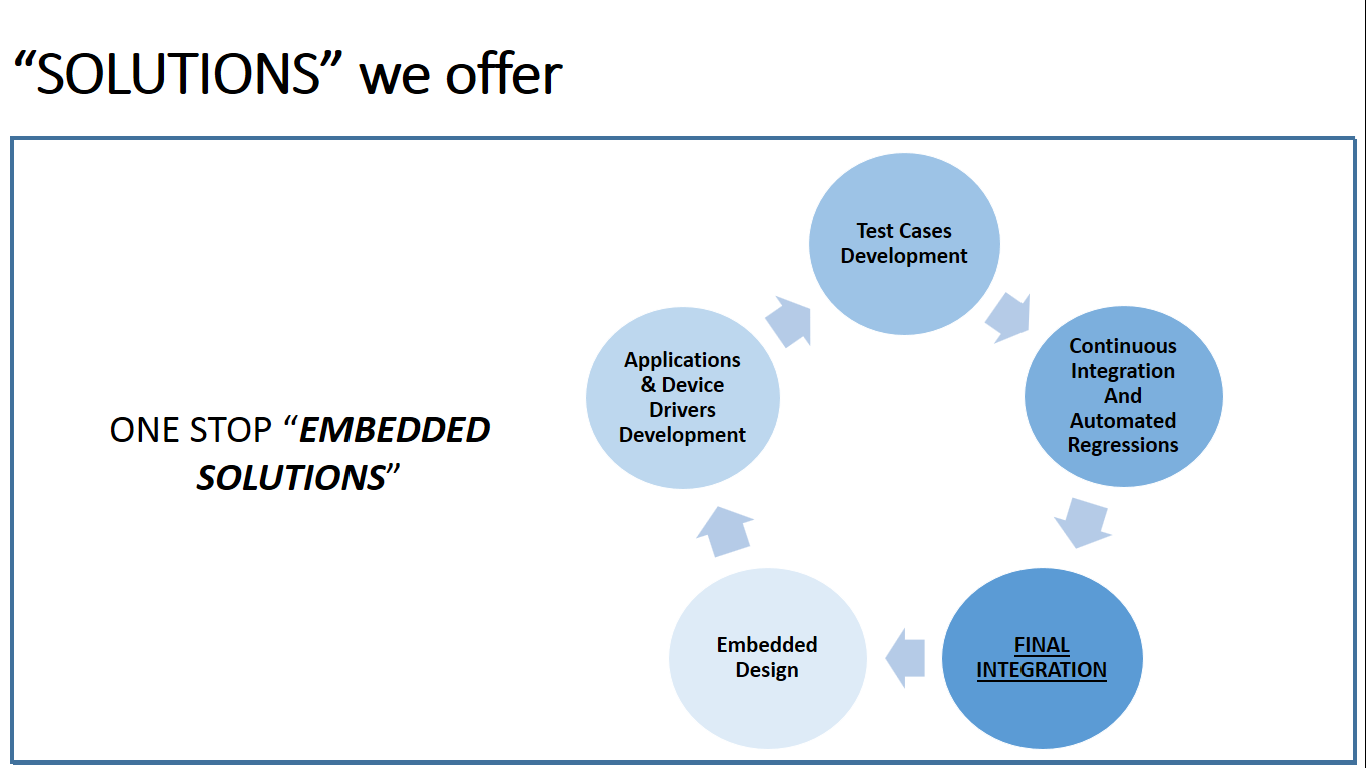 “SOLUTIONS” we offer
ONE STOP “EMBEDDED
SOLUTIONS”
Test Cases
Development
Continuous
Integration
And
Automated
Regressions
FINAL
INTEGRATION
Embedded
Design
Applications
& Device
Drivers
Development